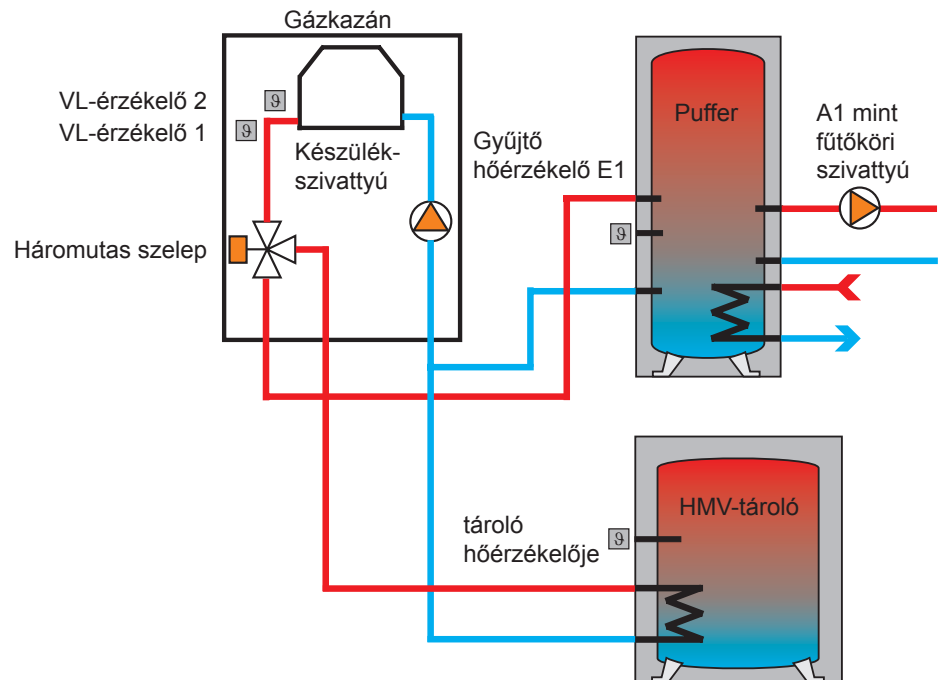 Gázkazán
VL-érzékelő 2
VL-érzékelő 1
Készülék-
szivattyú
Háromutas szelep
Gyűjtő
hőérzékelő E1
Puffer
A1 mint
fűtőköri
szivattyú
HMV-tároló
tároló
hőérzékelője
ϑ
ϑ
ϑ
ϑ